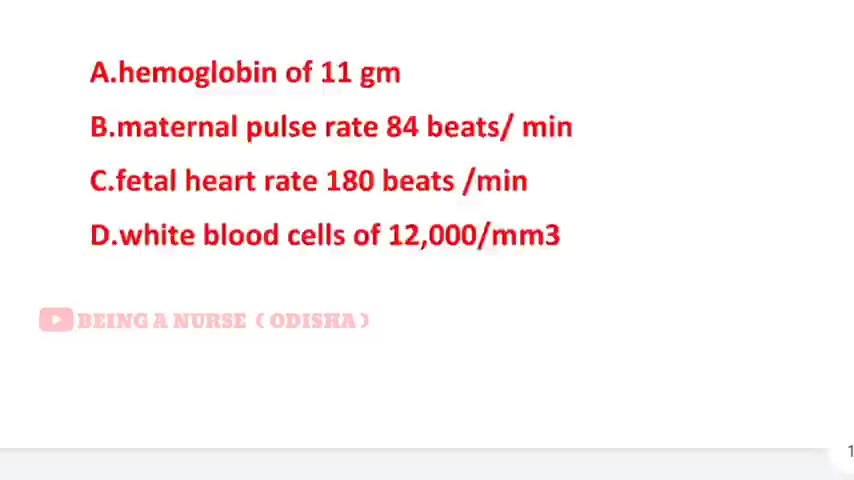 A.hemoglobin of 11 gm
B.maternal pulse rate 84 beats/ min
C.fetal heart rate 180 beats /min
D.white blood cells of 12,000/mm3
BEING A NURSE ( ODISHA )
1